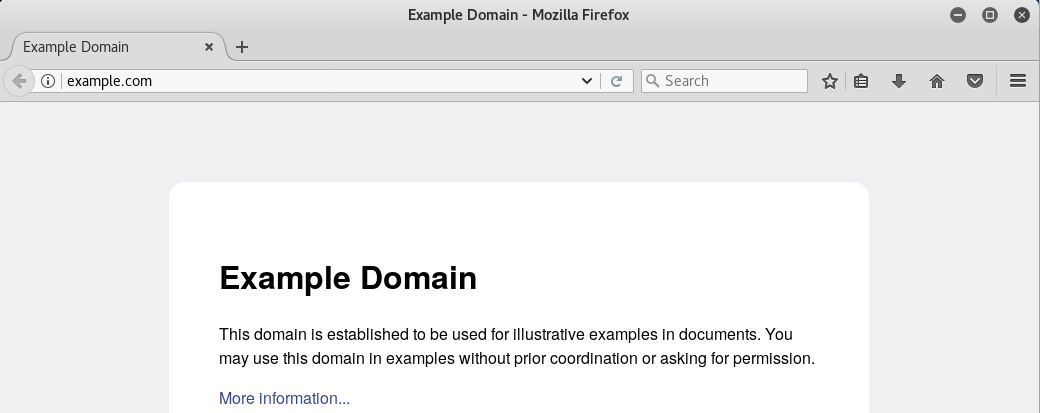 Example Domain - Mozilla Firefox
Example Domain
example.com
Search
Example Domain
This domain is established to be used for illustrative examples in documents. You
may use this domain in examples without prior coordination or asking for permission.
More information...